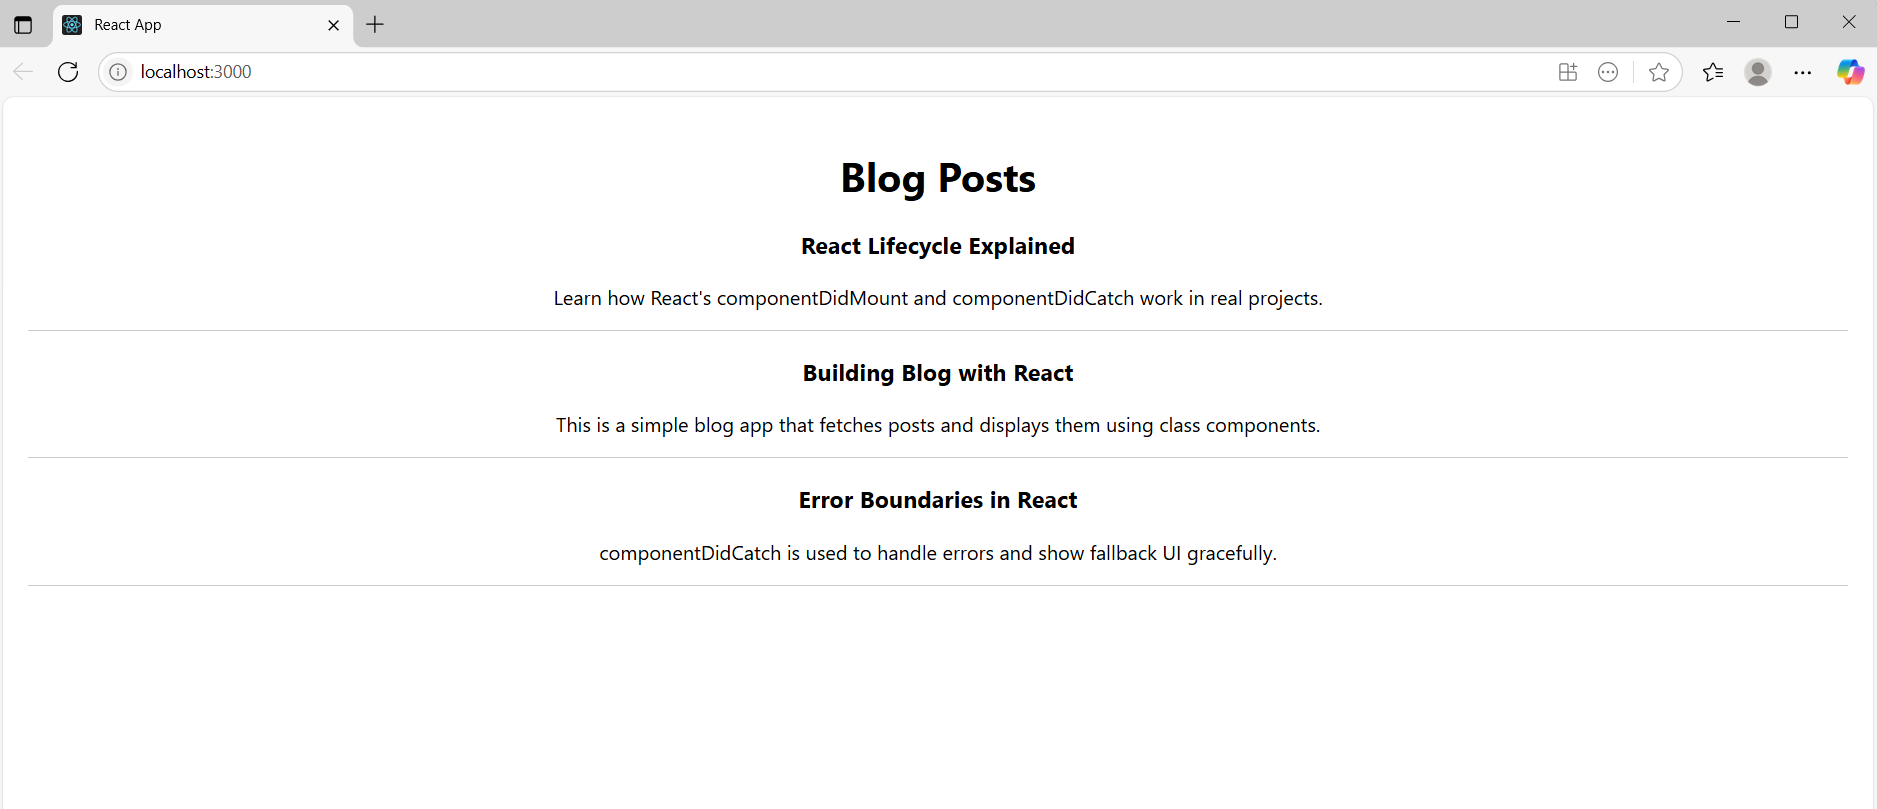 React App
localhost:3000
Blog Posts
React Lifecycle Explained
Learn how React's componentDidMount and componentDidCatch work in real projects.
Building Blog with React
This is a simple blog app that fetches posts and displays them using class components.
Error Boundaries in React
componentDidCatch is used to handle errors and show fallback UI gracefully.